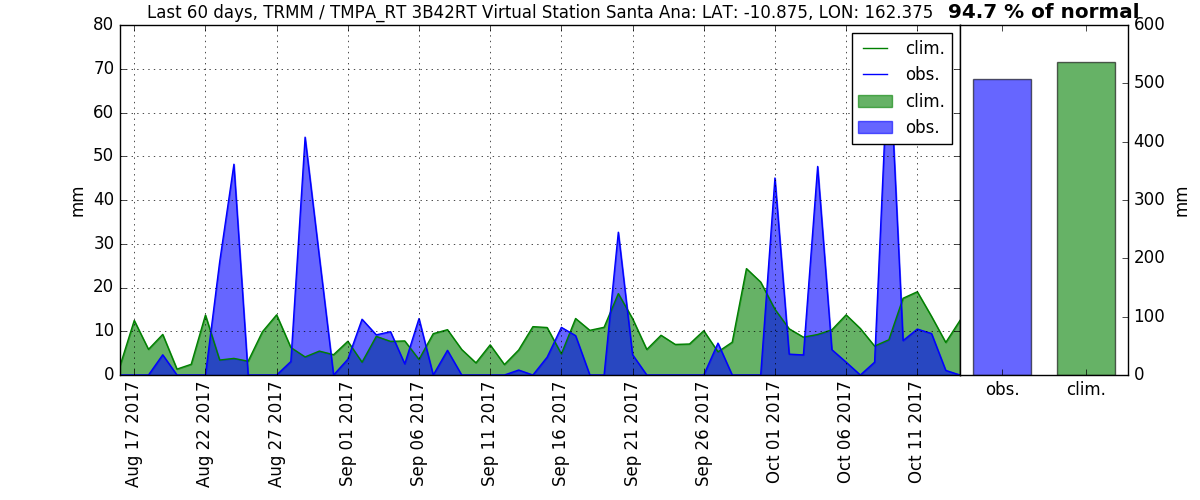 Last 60 days, TRMM / TMPA_RT 3B42RT Virtual Station Santa Ana: LAT: -10.875, LON: 162.375 94.7 % of normal
80
70
60
50
40
30
20
10
0
mm
clim.
obs.
clim.
obs.
600
500
400
300
200
100
0
mm
obs.
clim.
Aug 17 2017
Aug 22 2017
Aug 27 2017
Sep 01 2017
Sep 06 2017
Sep 11 2017
Sep 16 2017
Sep 21 2017
Sep 26 2017
Oct 01 2017
Oct 06 2017
Oct 11 2017